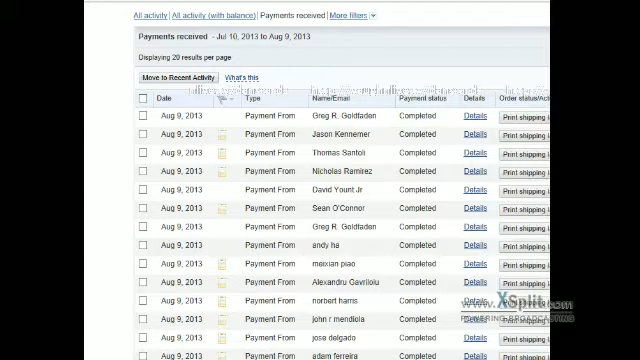 All activity | All activity (with balance) | Payments received | More filters
Payments received - Jul 10, 2013 to Aug 9, 2013
Displaying 20 results per page
Move to Recent Activity What's this
Date Type Name/Email Payment status Details Order status/Act
Aug 9, 2013 Payment From Greg R. Goldfaden Completed Details Print shipping l
Aug 9, 2013 Payment From Jason Kennemer Completed Details Print shipping l
Aug 9, 2013 Payment From Thomas Santoli Completed Details Print shipping l
Aug 9, 2013 Payment From Nicholas Ramirez Completed Details Print shipping l
Aug 9, 2013 Payment From David Yount Jr Completed Details Print shipping l
Aug 9, 2013 Payment From Sean O'Connor Completed Details Print shipping l
Aug 9, 2013 Payment From Greg R. Goldfaden Completed Details Print shipping l
Aug 9, 2013 Payment From andy ha Completed Details Print shipping l
Aug 9, 2013 Payment From meixian piao Completed Details Print shipping l
Aug 9, 2013 Payment From Alexandru Gavriloiu Completed Details Print shipping l
Aug 9, 2013 Payment From norbert harris Completed Details Print shipping
www.XSplit.com
Aug 9, 2013 Payment From john r mendiola Completed Details Print shipping
POWERING BROADCASTING
Aug 9, 2013 Payment From jose delgado Completed Details Print shipping l
Aug 9, 2013 Payment From adam ferreira Completed Details Print shipping l